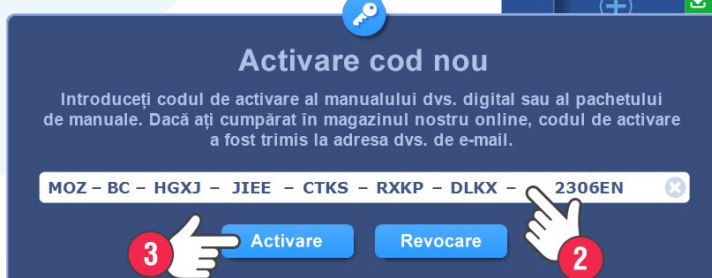 Activare cod nou
Introduceți codul de activare al manualului dvs. digital sau al pachetului
de manuale. Dacă ați cumpărat în magazinul nostru online, codul de activare
a fost trimis la adresa dvs. de e-mail.
MOZ – BC – HGXJ – JIEE – CTKS – RXKP – DLKX – 2306EN
3
Activare
Revocare
2